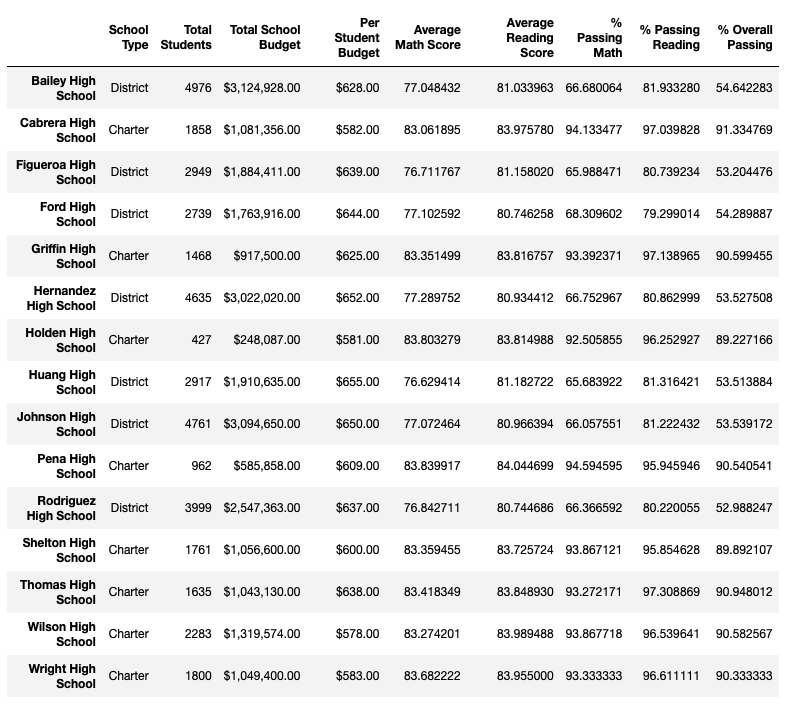 School Type Total Students Total School Budget Per Student Budget Average Math Score Average Reading Score % Passing Math % Passing Reading % Overall Passing
Bailey High School District 4976 $3,124,928.00 $628.00 77.048432 81.033963 66.680064 81.933280 54.642283
Cabrera High School Charter 1858 $1,081,356.00 $582.00 83.061895 83.975780 94.133477 97.039828 91.334769
Figueroa High School District 2949 $1,884,411.00 $639.00 76.711767 81.158020 65.988471 80.739234 53.204476
Ford High School District 2739 $1,763,916.00 $644.00 77.102592 80.746258 68.309602 79.299014 54.289887
Griffin High School Charter 1468 $917,500.00 $625.00 83.351499 83.816757 93.392371 97.138965 90.599455
Hernandez High School District 4635 $3,022,020.00 $652.00 77.289752 80.934412 66.752967 80.862999 53.527508
Holden High School Charter 427 $248,087.00 $581.00 83.803279 83.814988 92.505855 96.252927 89.227166
Huang High School District 2917 $1,910,635.00 $655.00 76.629414 81.182722 65.683922 81.316421 53.513884
Johnson High School District 4761 $3,094,650.00 $650.00 77.072464 80.966394 66.057551 81.222432 53.539172
Pena High School Charter 962 $585,858.00 $609.00 83.839917 84.044699 94.594595 95.945946 90.540541
Rodriguez High School District 3999 $2,547,363.00 $637.00 76.842711 80.744686 66.366592 80.220055 52.988247
Shelton High School Charter 1761 $1,056,600.00 $600.00 83.359455 83.725724 93.867121 95.854628 89.892107
Thomas High School Charter 1635 $1,043,130.00 $638.00 83.418349 83.848930 93.272171 97.308869 90.948012
Wilson High School Charter 2283 $1,319,574.00 $578.00 83.274201 83.989488 93.867718 96.539641 90.582567
Wright High School Charter 1800 $1,049,400.00 $583.00 83.682222 83.955000 93.333333 96.611111 90.333333